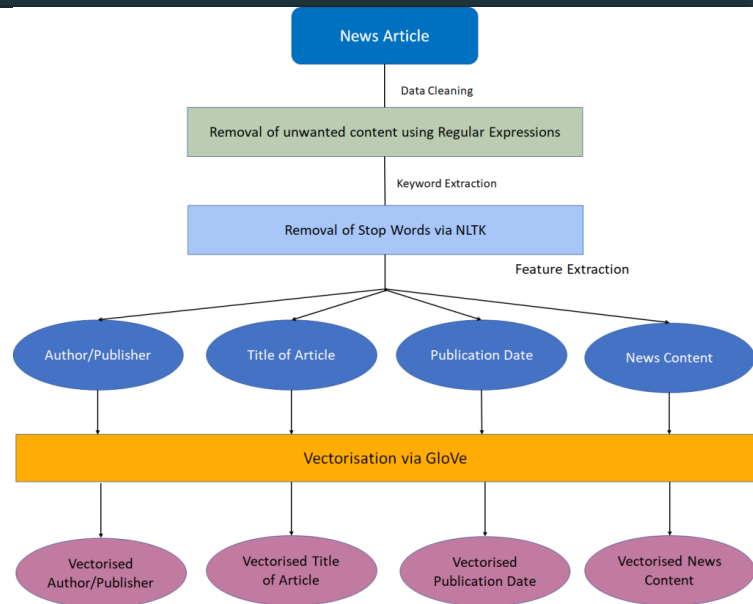 News Article
Data Cleaning
Removal of unwanted content using Regular Expressions
Keyword Extraction
Removal of Stop Words via NLTK
Feature Extraction
Author/Publisher
Title of Article
Publication Date
News Content
Vectorisation via GloVe
Vectorised
Author/Publisher
Vectorised Title
of Article
Vectorised
Publication Date
Vectorised News
Content